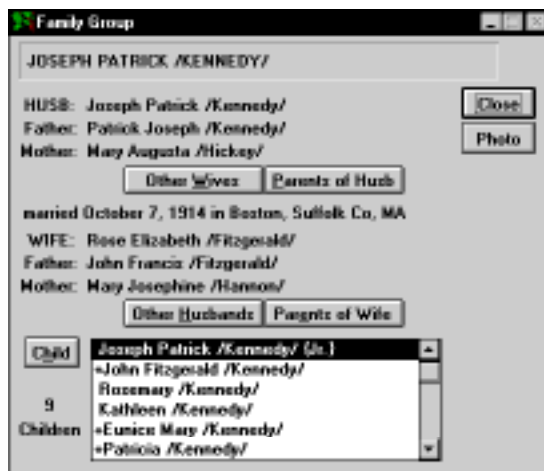 Family Group
JOSEPH PATRICK /KENNEDY/
HUSB: Joseph Patrick /Kennedy/
Close
Father: Patrick Joseph /Kennedy/
Photo
Mother: Mary Augusta /Hickey/
Other Wives Parents of Husb
married October 7, 1914 in Boston, Suffolk Co, MA
WIFE: Rose Elizabeth /Fitzgerald/
Father: John Francis /Fitzgerald/
Mother: Mary Josephine /Hannon/
Other Husbands Parents of Wife
Child
Joseph Patrick /Kennedy/ (Jr.)
+John Fitzgerald /Kennedy/
Rosemary /Kennedy/
Kathleen /Kennedy/
+Eunice Mary /Kennedy/
+Patricia /Kennedy/
9
Children